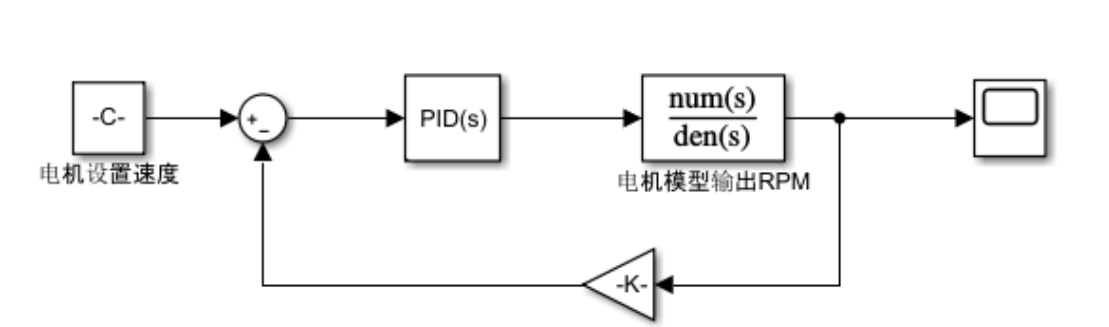 -C-
+
_
PID(s)
num(s)
den(s)
电机设置速度
电机模型输出RPM
-K-